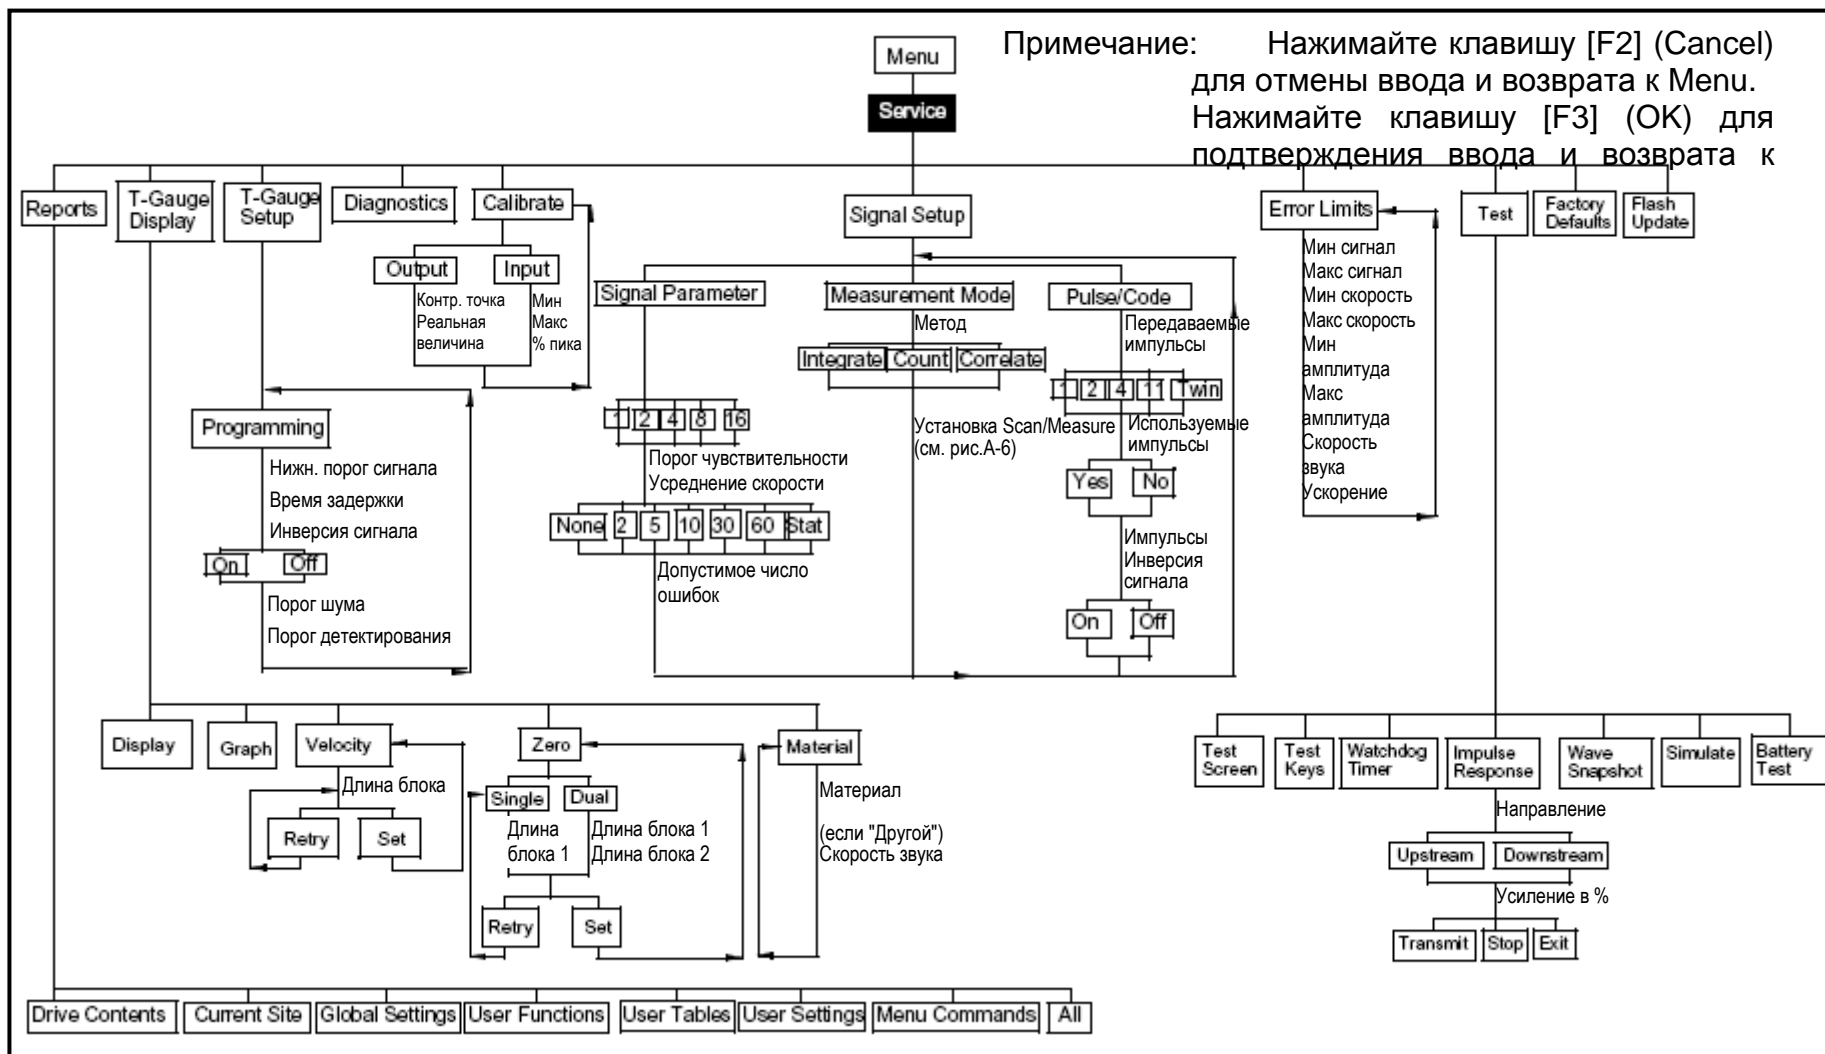 Menu
Примечание: Нажимайте клавишу [F2] (Cancel)
для отмены ввода и возврата к Menu.
Нажимайте клавишу [F3] (OK) для
подтверждения ввода и возврата к
Service
Reports
T-Gauge
Display
T-Gauge
Setup
Diagnostics
Calibrate
Signal Setup
Error Limits
Test
Factory
Defaults
Flash
Update
Output
Input
Контр. точка
Реальная
величина
Мин
Макс
% пика
Signal Parameter
Measurement Mode
Pulse/Code
Метод
Integrate
Count
Correlate
Передаваемые
импульсы
1
2
4
11
Twin
Мин сигнал
Макс сигнал
Мин скорость
Макс скорость
Мин
амплитуда
Макс
амплитуда
Скорость
звука
Ускорение
Programming
Нижн. порог сигнала
Время задержки
Инверсия сигнала
On
Off
Порог шума
Порог детектирования
1
2
4
8
16
Порог чувствительности
Усреднение скорости
None
2
5
10
30
60
Stat
Допустимое число
ошибок
Установка Scan/Measure
(см. рис.А-6)
Используемые
импульсы
Yes
No
Импульсы
Инверсия
сигнала
On
Off
Display
Graph
Velocity
Zero
Material
Длина блока
Retry
Set
Single
Dual
Длина
блока 1
Длина блока 1
Длина блока 2
Retry
Set
Материал
(если "Другой")
Скорость звука
Test
Screen
Test
Keys
Watchdog
Timer
Impulse
Response
Wave
Snapshot
Simulate
Battery
Test
Направление
Upstream
Downstream
Усиление в %
Transmit
Stop
Exit
Drive Contents
Current Site
Global Settings
User Functions
User Tables
User Settings
Menu Commands
All